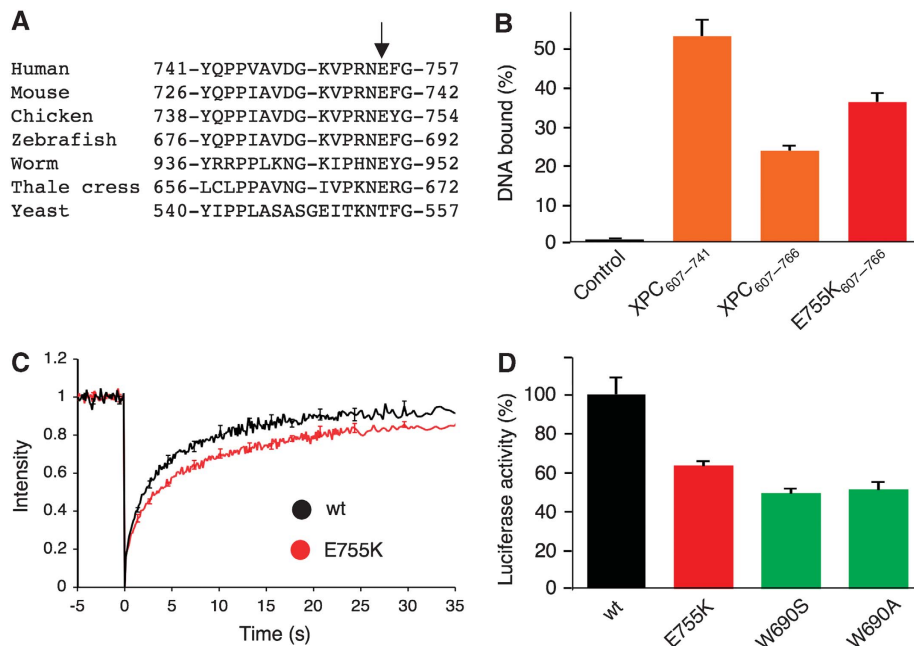 A
Human 741-YQPPVAVDG-KVPRNEFG-757
Mouse 726-YQPPIAVDG-KVPRNEFG-742
Chicken 738-YQPPIAVDG-KVPRNEYG-754
Zebrafish 676-YQPPIAVDG-KVPRNEFG-692
Worm 936-YRRPPLKNG-KIPHNEYG-952
Thale cress 656-LCLPPAVNG-IVPKNERG-672
Yeast 540-YIPPLASASGEITKNTFG-557
B
DNA bound (%)
50
40
30
20
10
0
Control
XPC607–741
XPC607–766
E755K607–766
C
Intensity
1.2
1
0.8
0.6
0.4
0.2
0
wt
E755K
-5 0 5 10 15 20 25 30 35
Time (s)
D
Luciferase activity (%)
100
80
60
40
20
0
wt
E755K
W690S
W690A